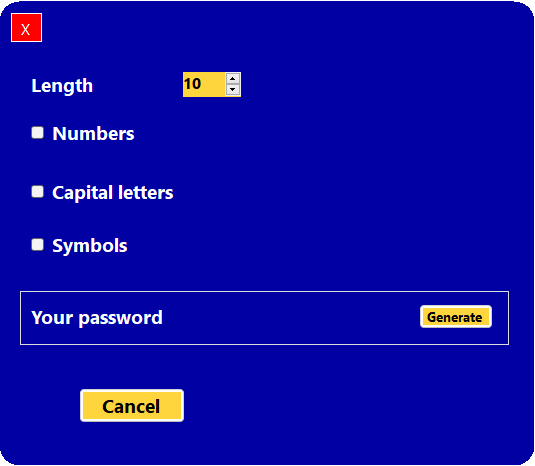 X
Length 10
Numbers
Capital letters
Symbols
Your password Generate
Cancel